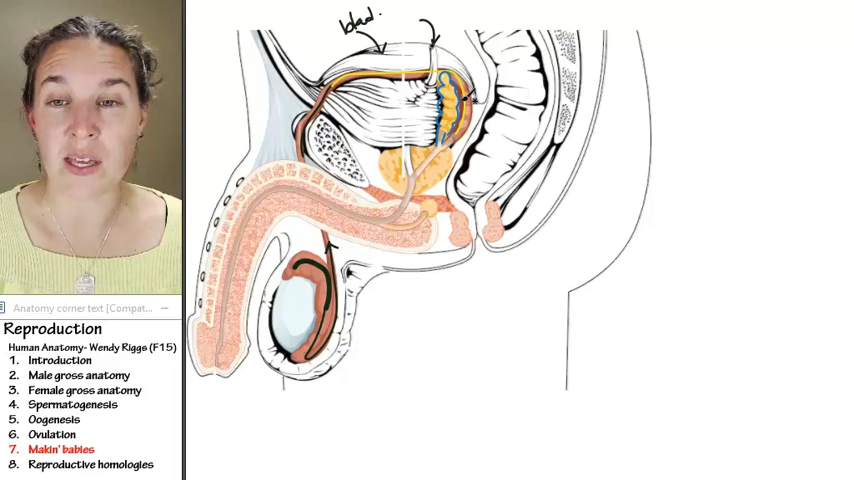 blad.
Anatomy corner text [Compat...
Reproduction
Human Anatomy- Wendy Riggs (F15)
1. Introduction
2. Male gross anatomy
3. Female gross anatomy
4. Spermatogenesis
5. Oogenesis
6. Ovulation
7. Makin' babies
8. Reproductive homologies